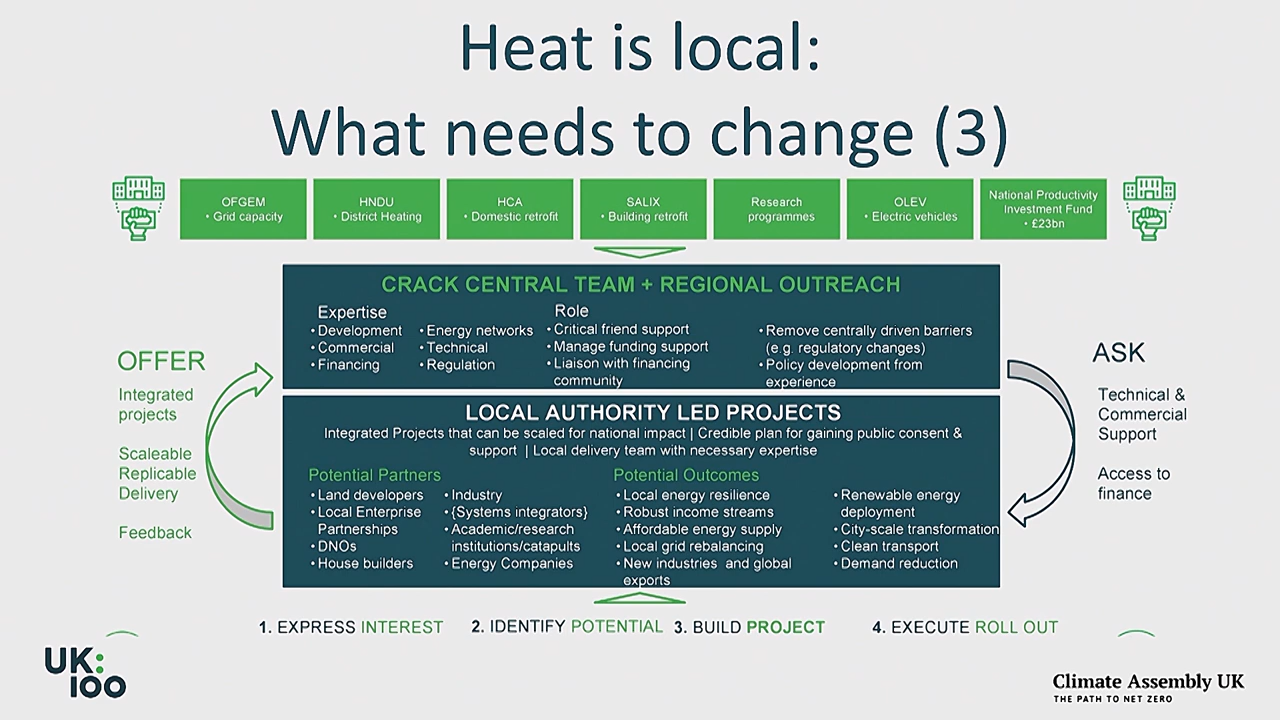 Heat is local:
What needs to change (3)
OFGEM
• Grid capacity
HNDU
• District Heating
HCA
• Domestic retrofit
SALIX
• Building retrofit
Research
programmes
OLEV
• Electric vehicles
National Productivity
Investment Fund
• £23bn
CRACK CENTRAL TEAM + REGIONAL OUTREACH
Expertise
• Development
• Commercial
• Financing
• Energy networks
• Technical
• Regulation
Role
• Critical friend support
• Manage funding support
• Liaison with financing
community
• Remove centrally driven barriers
(e.g. regulatory changes)
• Policy development from
experience
OFFER
Integrated
projects
Scaleable
Replicable
Delivery
Feedback
ASK
Technical &
Commercial
Support
Access to
finance
LOCAL AUTHORITY LED PROJECTS
Integrated Projects that can be scaled for national impact | Credible plan for gaining public consent &
support | Local delivery team with necessary expertise
Potential Partners
• Land developers
• Local Enterprise
Partnerships
• DNOs
• House builders
• Industry
• {Systems integrators}
• Academic/research
institutions/catapults
• Energy Companies
Potential Outcomes
• Local energy resilience
• Robust income streams
• Affordable energy supply
• Local grid rebalancing
• New industries and global
exports
• Renewable energy
deployment
• City-scale transformation
• Clean transport
• Demand reduction
1. EXPRESS INTEREST
2. IDENTIFY POTENTIAL
3. BUILD PROJECT
4. EXECUTE ROLL OUT
UK:
100
Climate Assembly UK
THE PATH TO NET ZERO